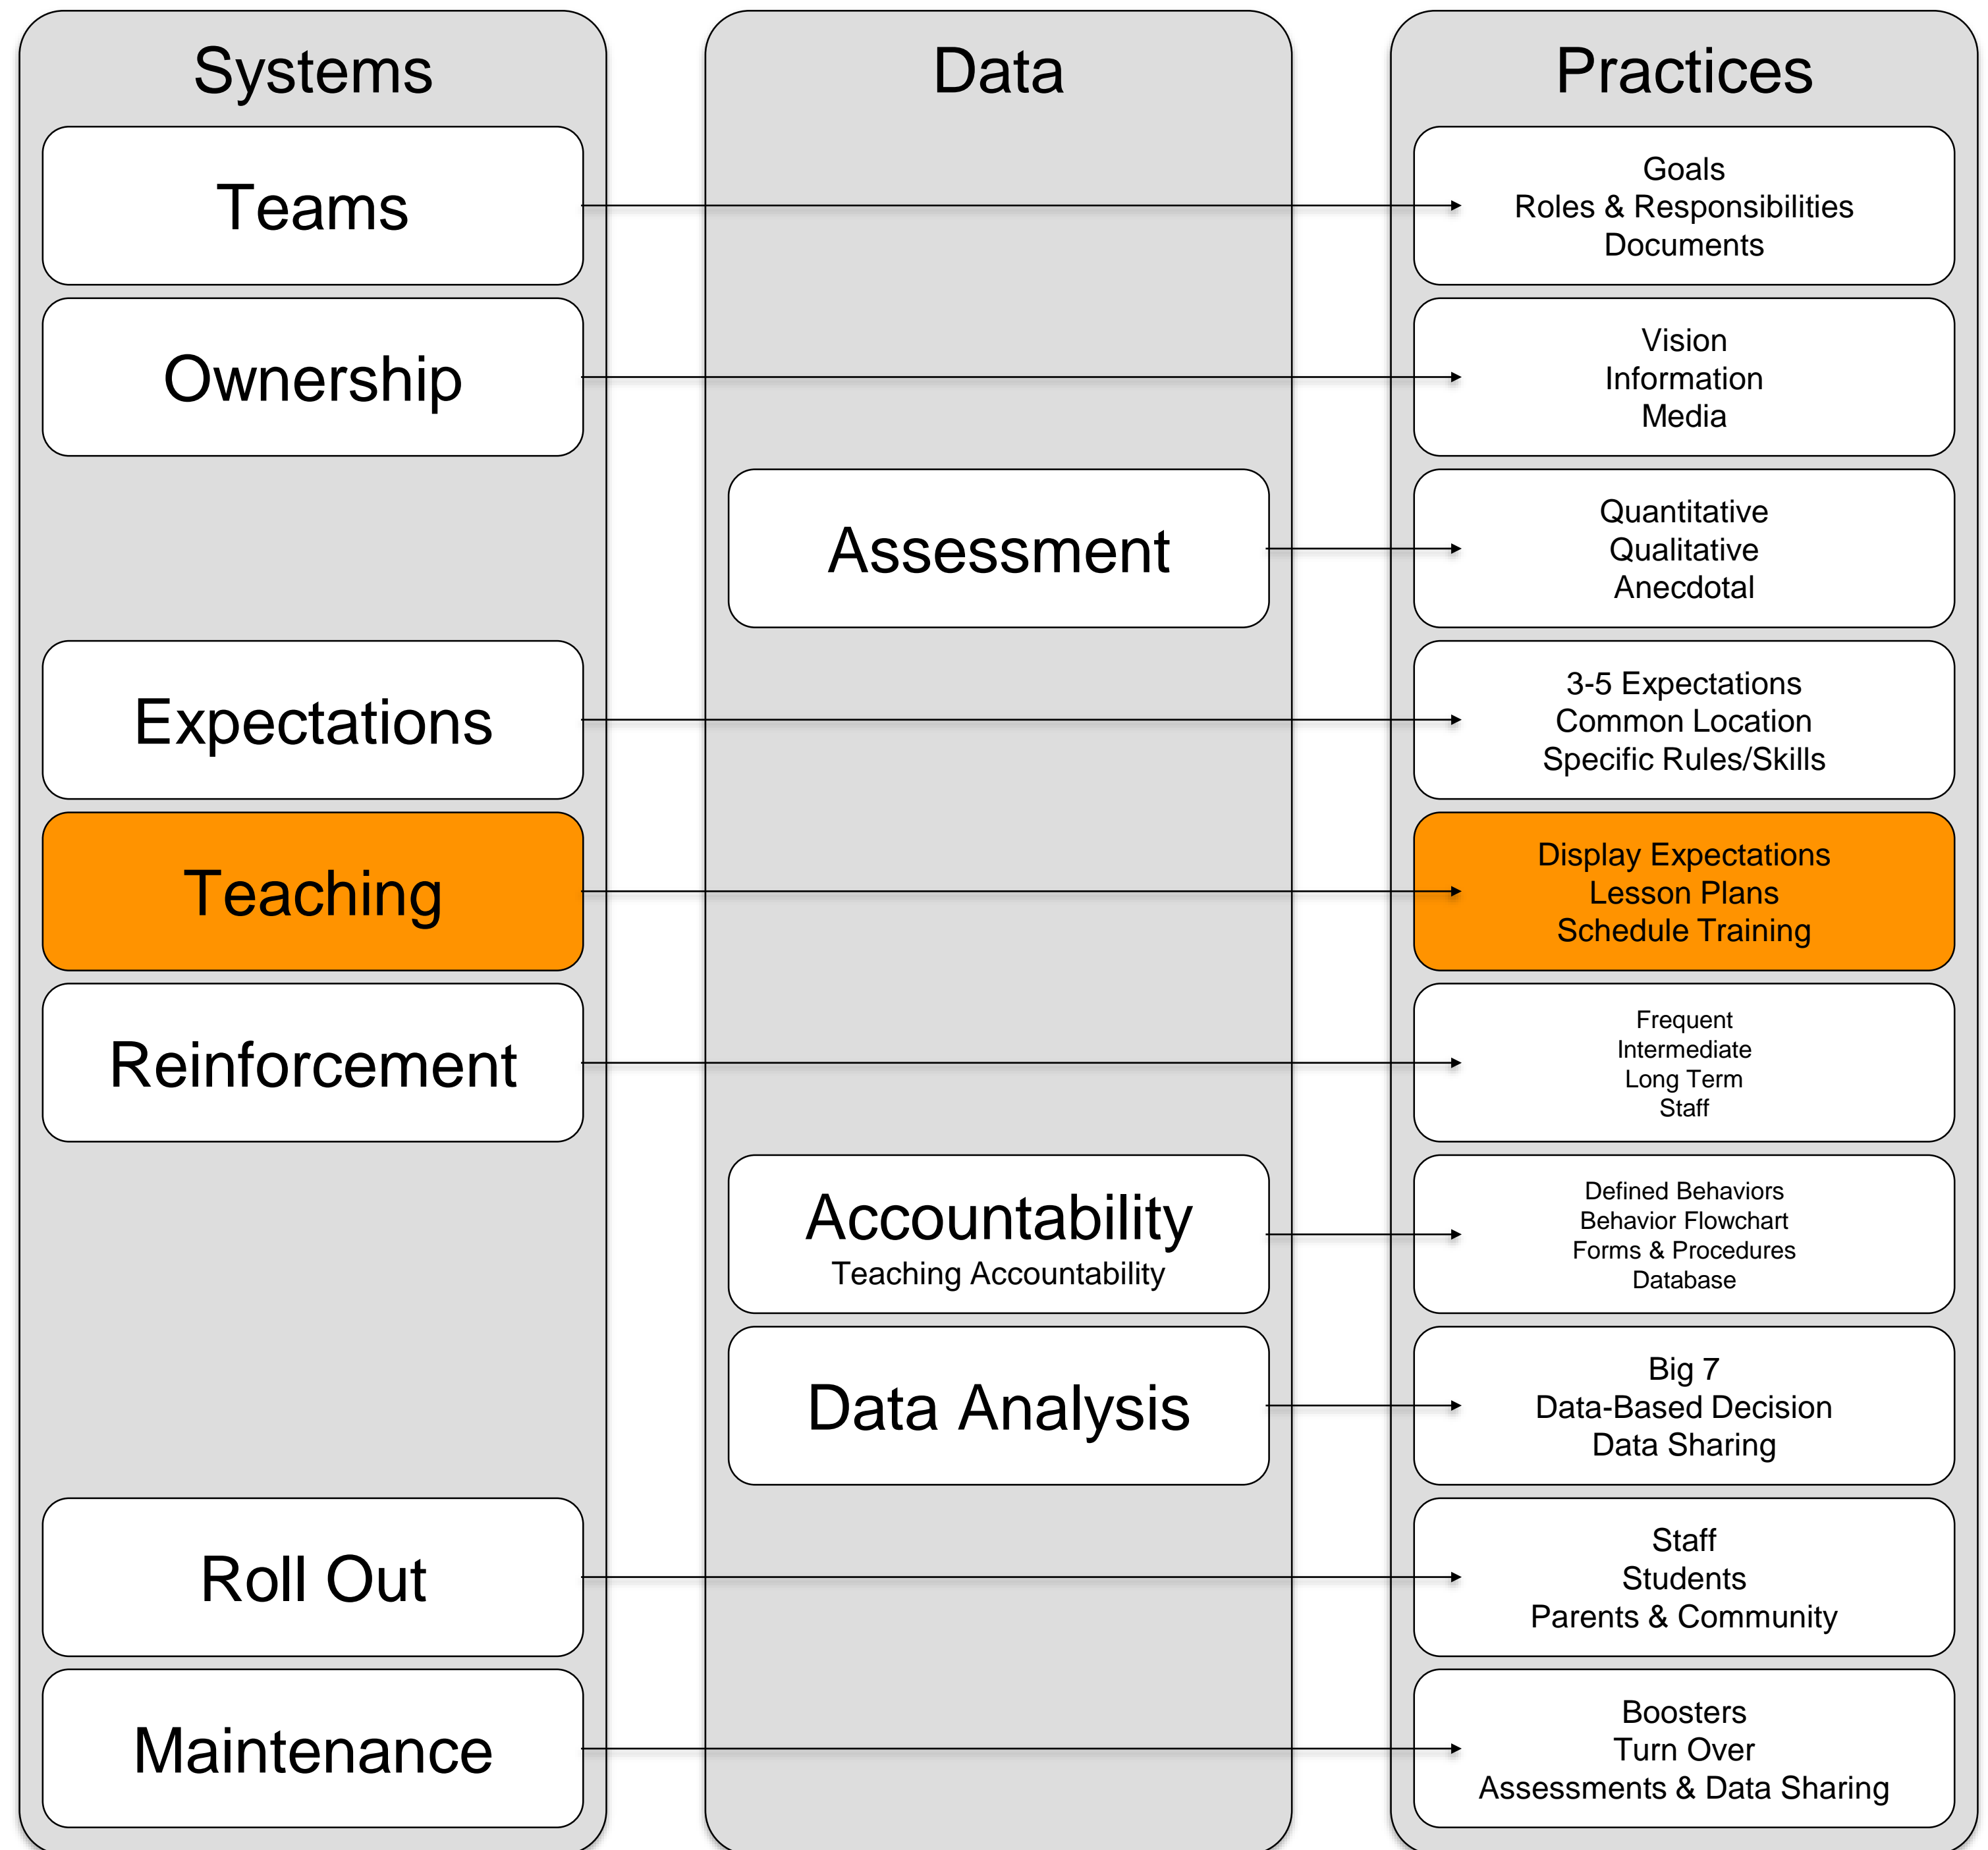 Systems
Data
Practices
Teams
Goals
Roles & Responsibilities
Documents
Ownership
Vision
Information
Media
Assessment
Quantitative
Qualitative
Anecdotal
Expectations
3-5 Expectations
Common Location
Specific Rules/Skills
Teaching
Display Expectations
Lesson Plans
Schedule Training
Reinforcement
Frequent
Intermediate
Long Term
Staff
Accountability
Teaching Accountability
Defined Behaviors
Behavior Flowchart
Forms & Procedures
Database
Data Analysis
Big 7
Data-Based Decision
Data Sharing
Roll Out
Staff
Students
Parents & Community
Maintenance
Boosters
Turn Over
Assessments & Data Sharing